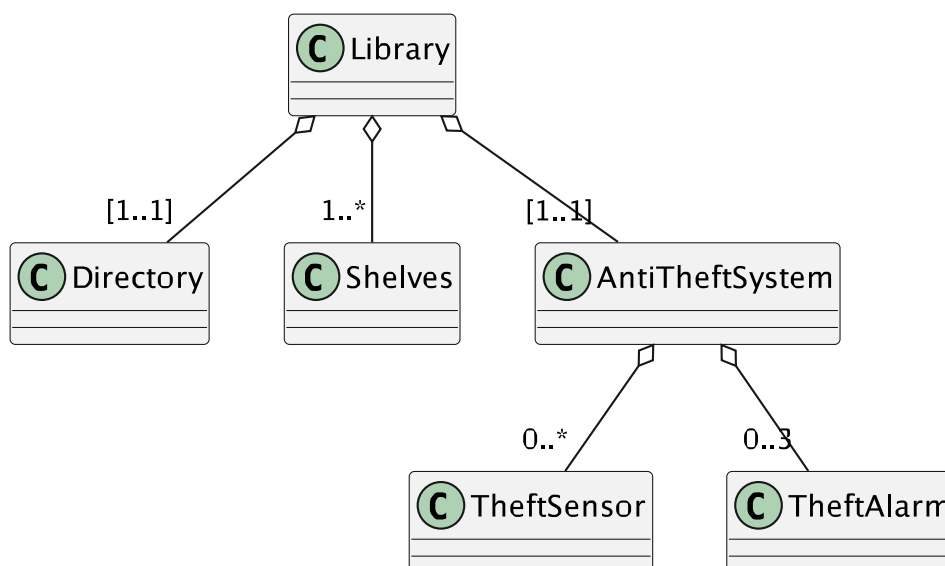 C Library
[1..1]
1..*
[1..1]
C Directory
C Shelves
C AntiTheftSystem
0..*
0..3
C TheftSensor
C TheftAlarm